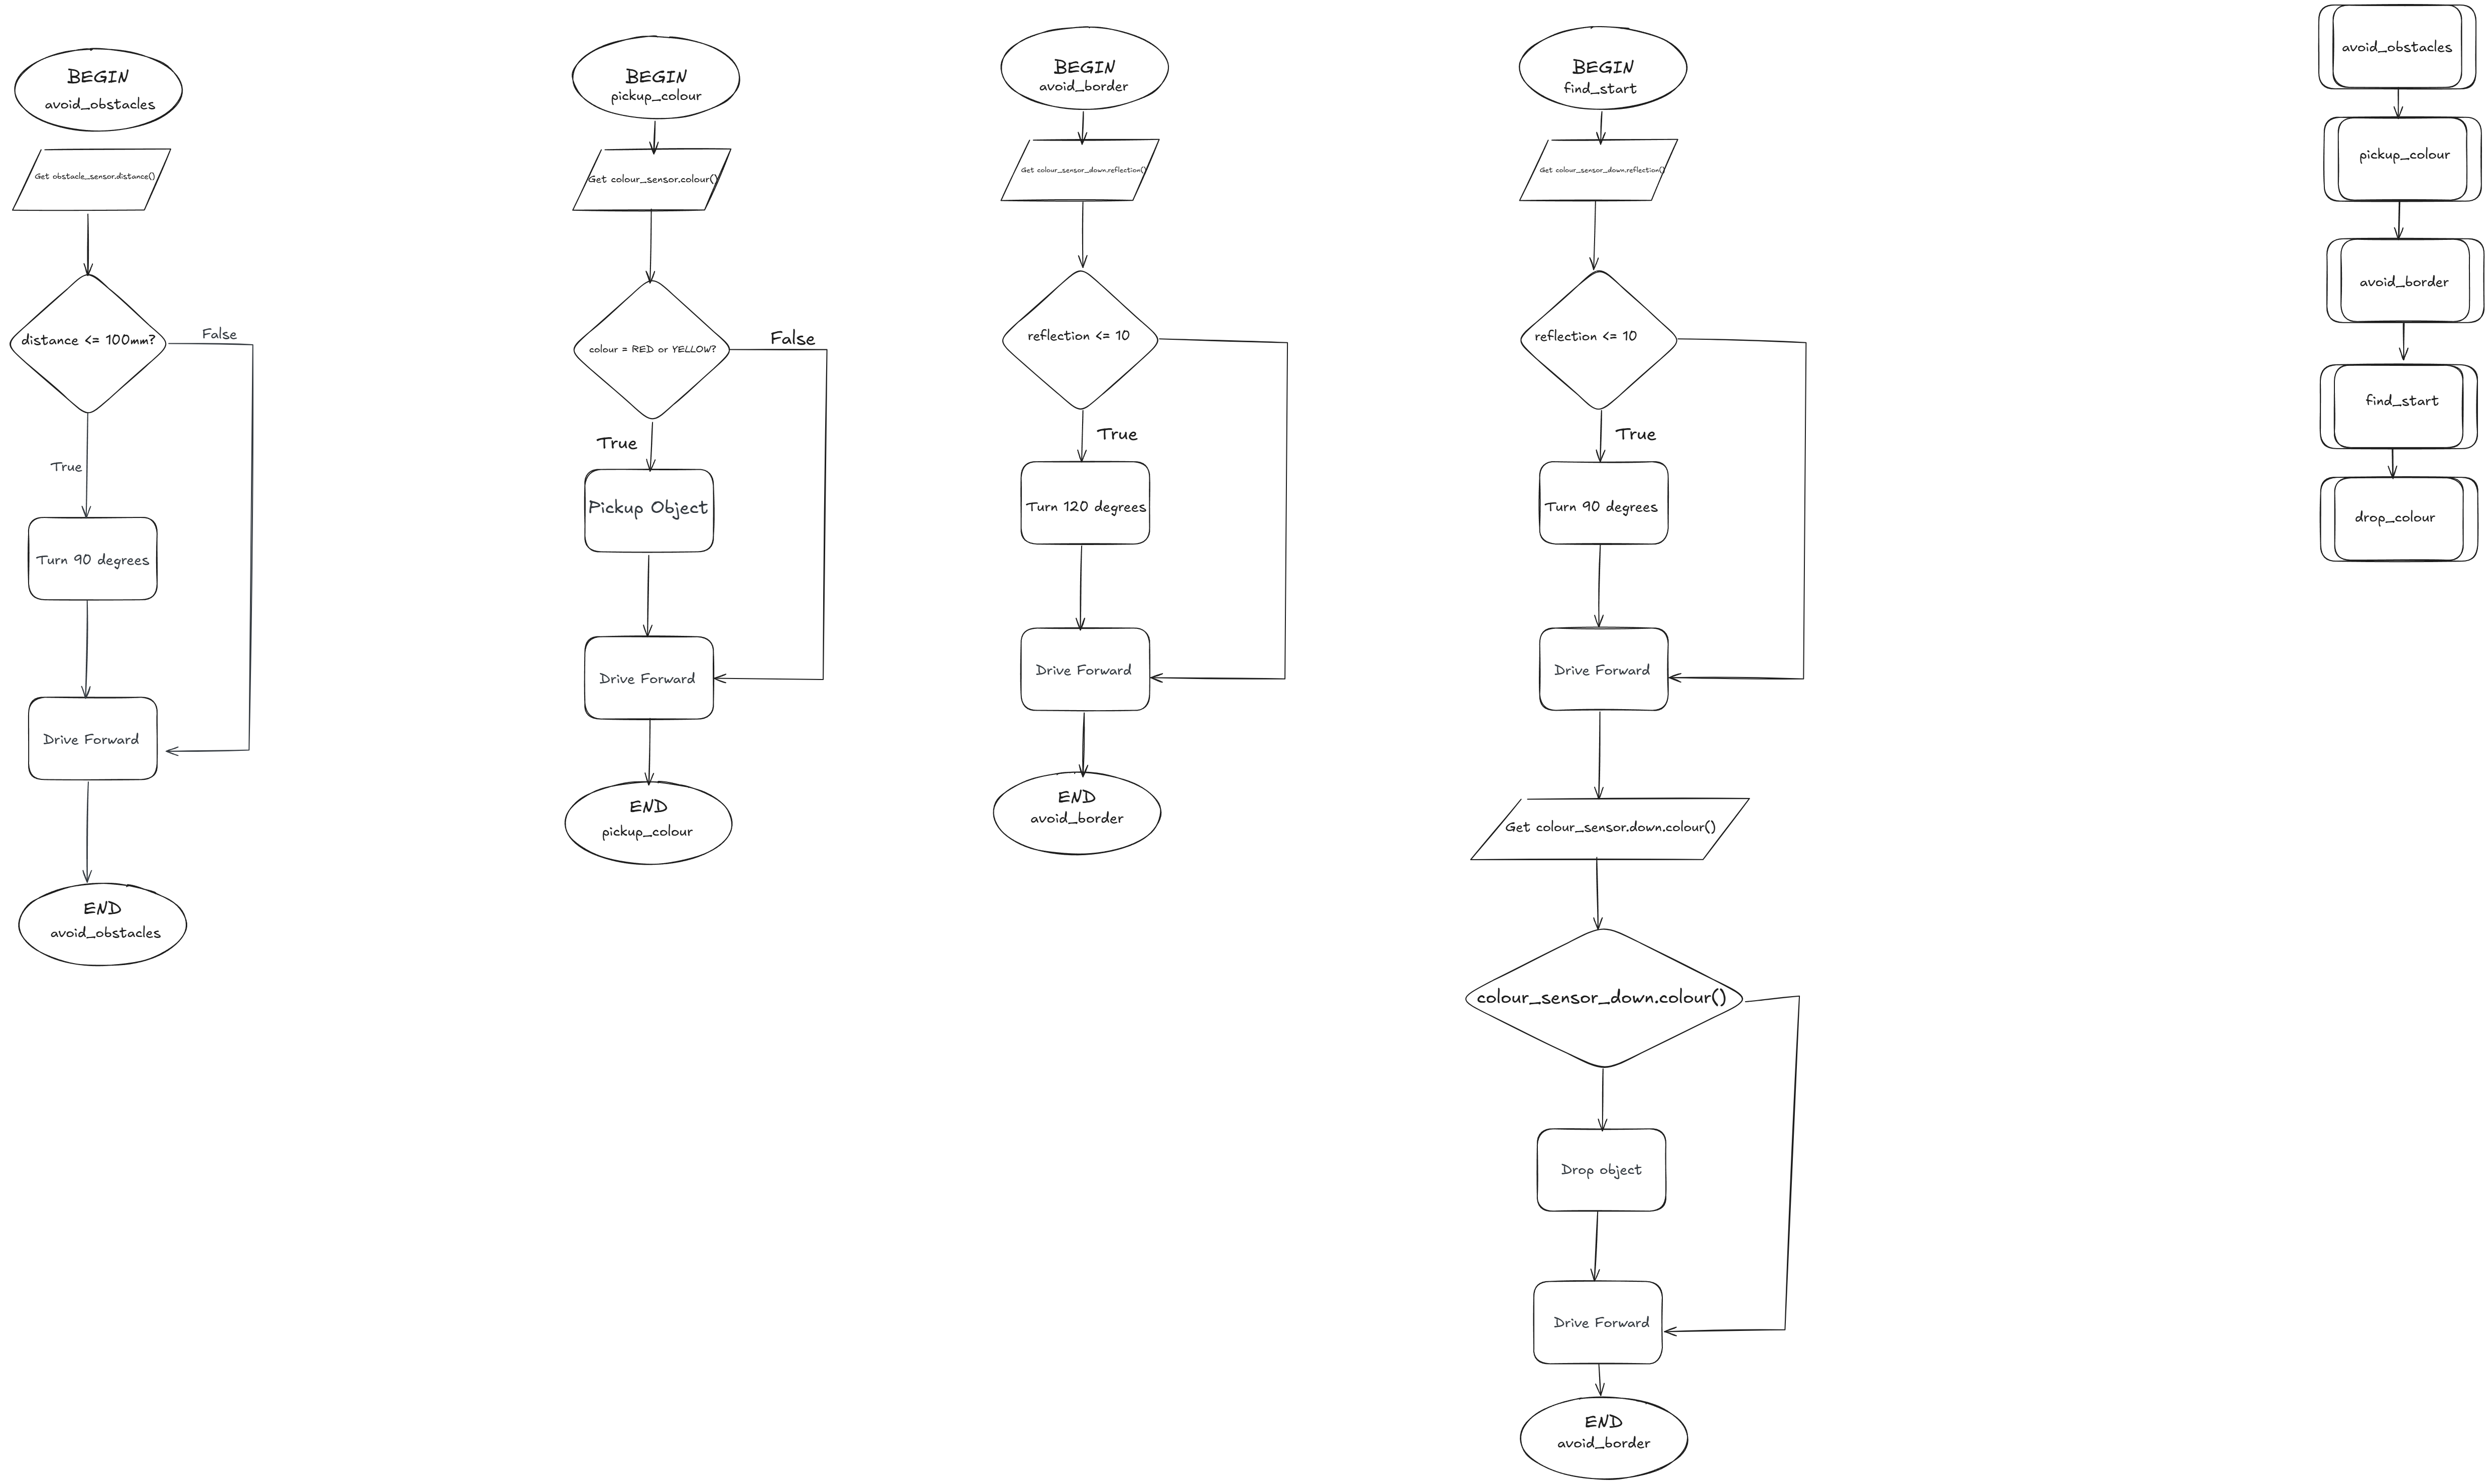 BEGIN
avoid_obstacles
Get obstacle_sensor.distance()
distance <= 100mm?
False
True
Turn 90 degrees
Drive Forward
END
avoid_obstacles
BEGIN
pickup_colour
Get colour_sensor.colour()
colour = RED or YELLOW?
False
True
Pickup Object
Drive Forward
END
pickup_colour
BEGIN
avoid_border
Get colour_sensor_down.reflection()
reflection <= 10
True
Turn 120 degrees
Drive Forward
END
avoid_border
BEGIN
find_start
Get colour_sensor_down.reflection()
reflection <= 10
True
Turn 90 degrees
Drive Forward
Get colour_sensor.down.colour()
colour_sensor_down.colour()
Drop object
Drive Forward
END
avoid_border
avoid_obstacles
pickup_colour
avoid_border
find_start
drop_colour